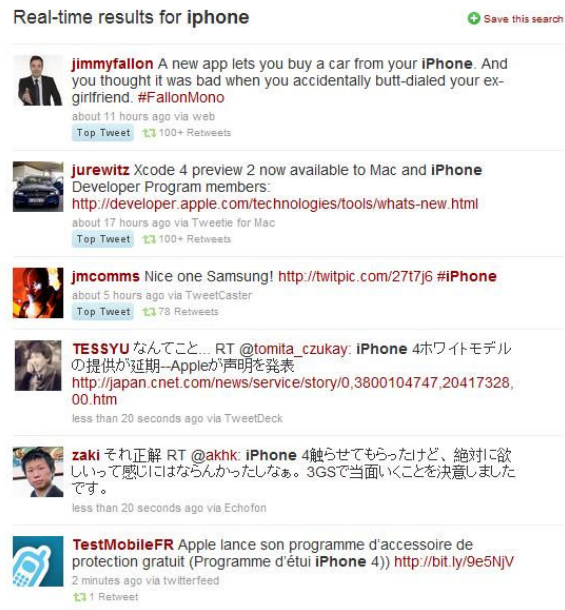 Real-time results for iphone
Save this search
jimmyfallon A new app lets you buy a car from your iPhone. And
you thought it was bad when you accidentally butt-dialed your ex-
girlfriend. #FallonMono
about 11 hours ago via web
Top Tweet 100+ Retweets
jurewitz Xcode 4 preview 2 now available to Mac and iPhone
Developer Program members:
http://developer.apple.com/technologies/tools/whats-new.html
about 17 hours ago via Tweetie for Mac
Top Tweet 100+ Retweets
jmcomms Nice one Samsung! http://twitpic.com/27t7j6 #iPhone
about 5 hours ago via TweetCaster
Top Tweet 78 Retweets
TESSYU なんてこと... RT @tomita_czukay: iPhone 4ホワイトモデル
の提供が延期--Appleが声明を発表
http://japan.cnet.com/news/service/story/0,3800104747,20417328,
00.htm
less than 20 seconds ago via TweetDeck
zaki それ正解 RT @akhk: iPhone 4触らせてもらったけど、絶対に欲
しいって感じにはならんかったしなぁ。3GSで当面いくことを決意しました
です。
less than 20 seconds ago via Echofon
TestMobileFR Apple lance son programme d'accessoire de
protection gratuit (Programme d'étui iPhone 4)) http://bit.ly/9e5NjV
2 minutes ago via twitterfeed
1 Retweet